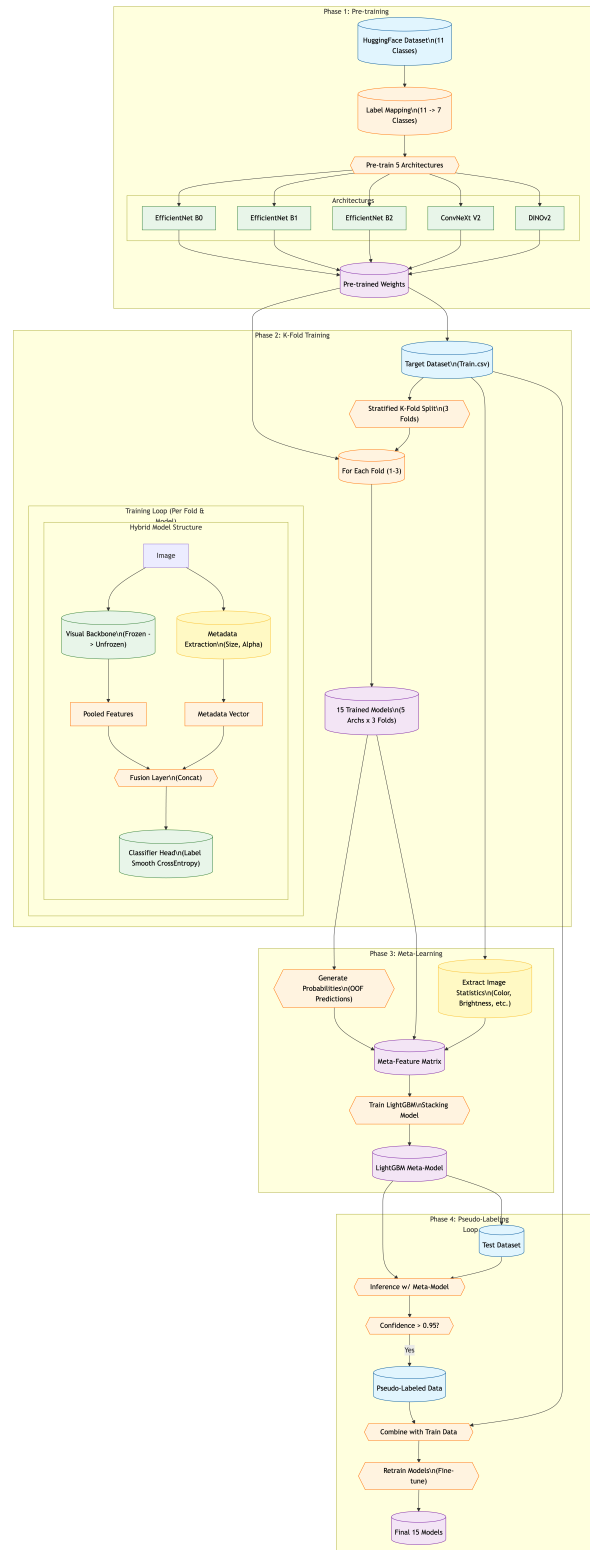 Phase 1: Pre-training
HuggingFace Dataset\n(11
Classes)
Label Mapping\n(11 -> 7
Classes)
Pre-train 5 Architectures
Architectures
EfficientNet B0
EfficientNet B1
EfficientNet B2
ConvNeXt V2
DINOv2
Pre-trained Weights
Phase 2: K-Fold Training
Target Dataset\n(Train.csv)
Stratified K-Fold Split\n(3
Folds)
For Each Fold (1-3)
Training Loop (Per Fold &
Model)
Hybrid Model Structure
Image
Visual Backbone\n(Frozen -
> Unfrozen)
Metadata
Extraction\n(Size, Alpha)
Pooled Features
Metadata Vector
Fusion Layer\n(Concat)
Classifier Head\n(Label
Smooth CrossEntropy)
15 Trained Models\n(5
Archs x 3 Folds)
Phase 3: Meta-Learning
Generate
Probabilities\n(OOF
Predictions)
Extract Image
Statistics\n(Color,
Brightness, etc.)
Meta-Feature Matrix
Train LightGBM\nStacking
Model
LightGBM Meta-Model
Phase 4: Pseudo-Labeling
Loop
Test Dataset
Inference w/ Meta-Model
Confidence > 0.95?
Yes
Pseudo-Labeled Data
Combine with Train Data
Retrain Models\n(Fine-
tune)
Final 15 Models